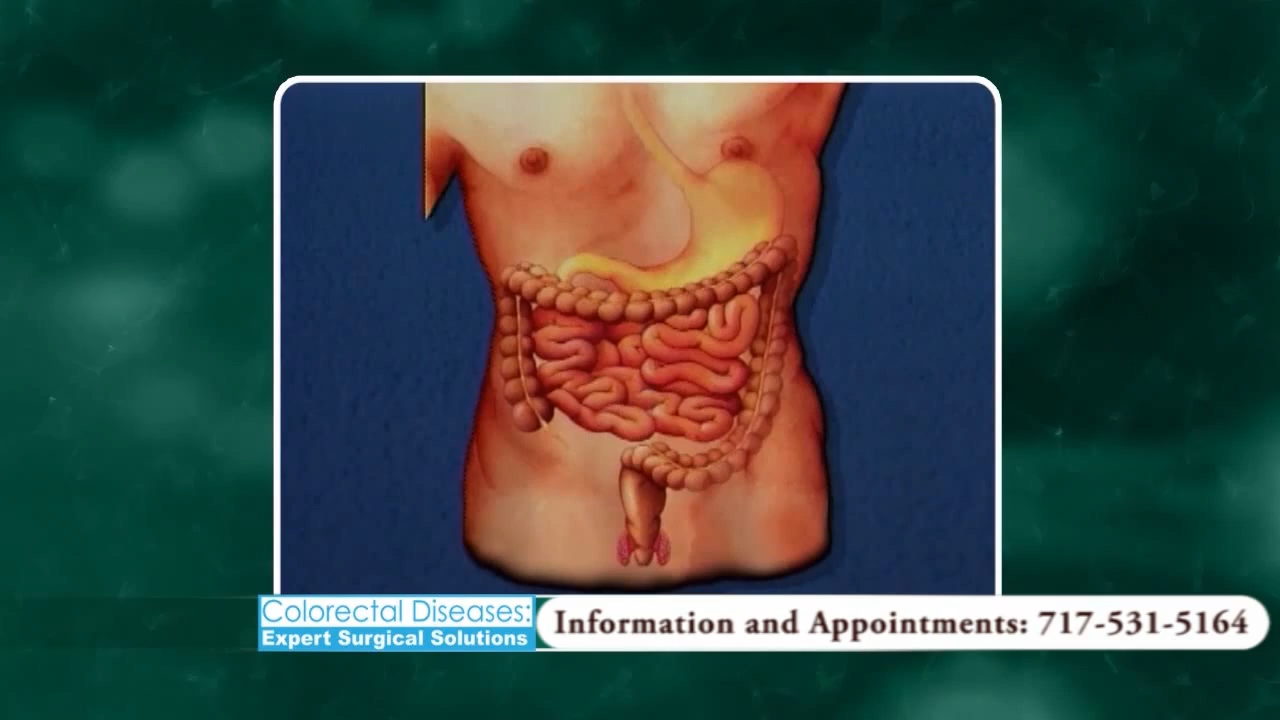 Colorectal Diseases:
Expert Surgical Solutions
Information and Appointments: 717-531-5164